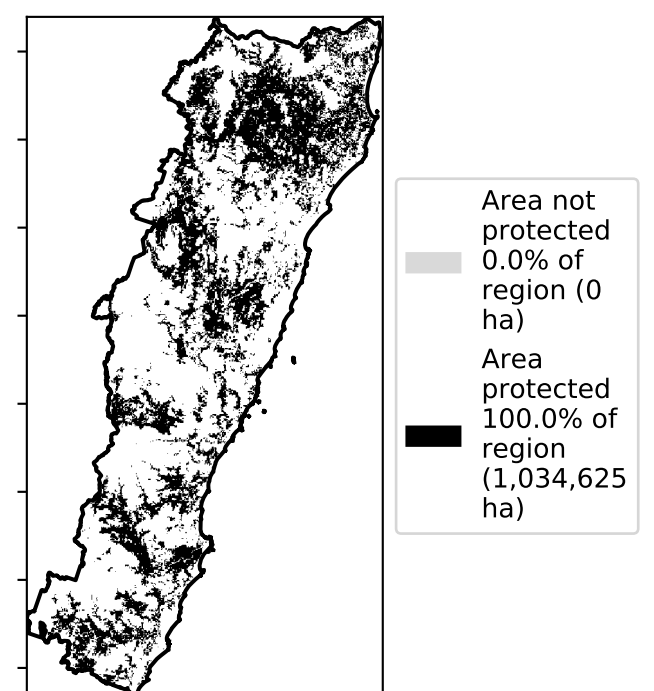 Area not
protected
0.0% of
region (0
ha)
Area
protected
100.0% of
region
(1,034,625
ha)